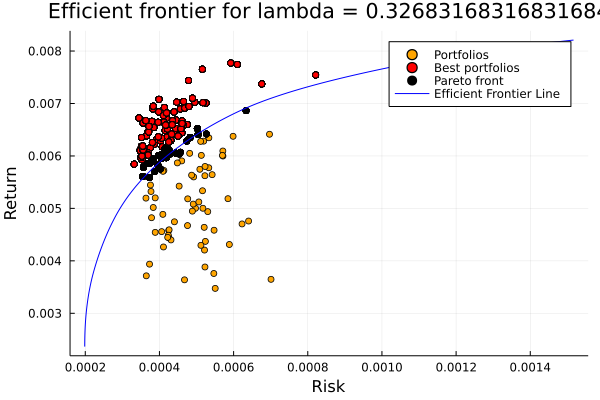 Efficient frontier for lambda = 0.3268316831683168
Portfolios
Best portfolios
Pareto front
Efficient Frontier Line
Return
0.008
0.007
0.006
0.005
0.004
0.003
0.0002
0.0004
0.0006
0.0008
0.0010
0.0012
0.0014
Risk